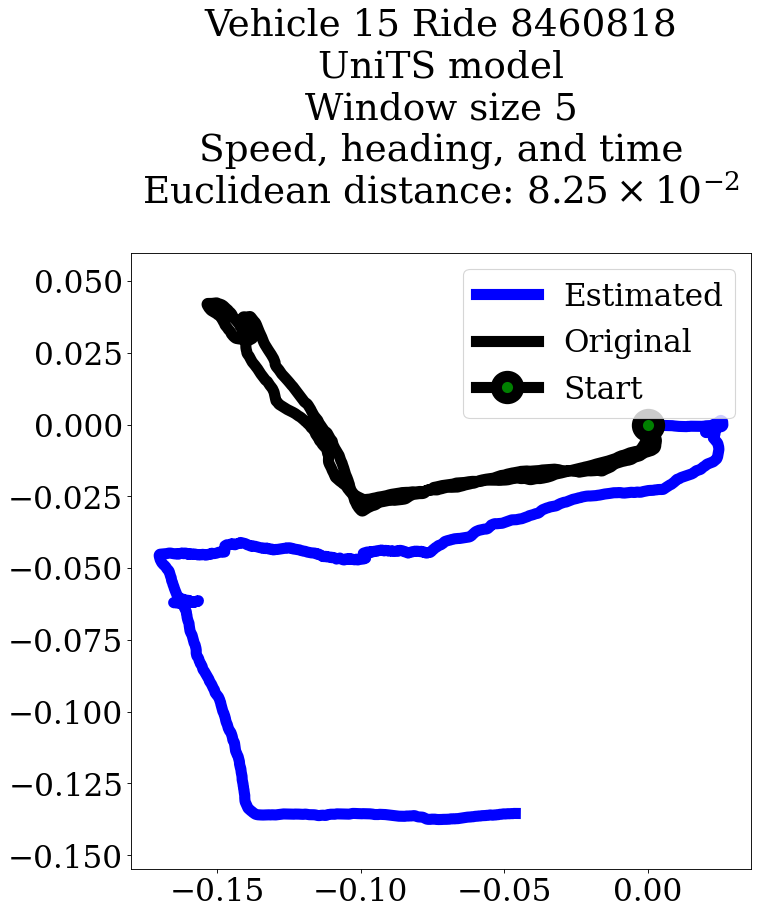 Vehicle 15 Ride 8460818
UniTS model
Window size 5
Speed, heading, and time
Euclidean distance: 8.25 × 10⁻²
Estimated
Original
Start
0.050
0.025
0.000
−0.025
−0.050
−0.075
−0.100
−0.125
−0.150
−0.15 −0.10 −0.05 0.00